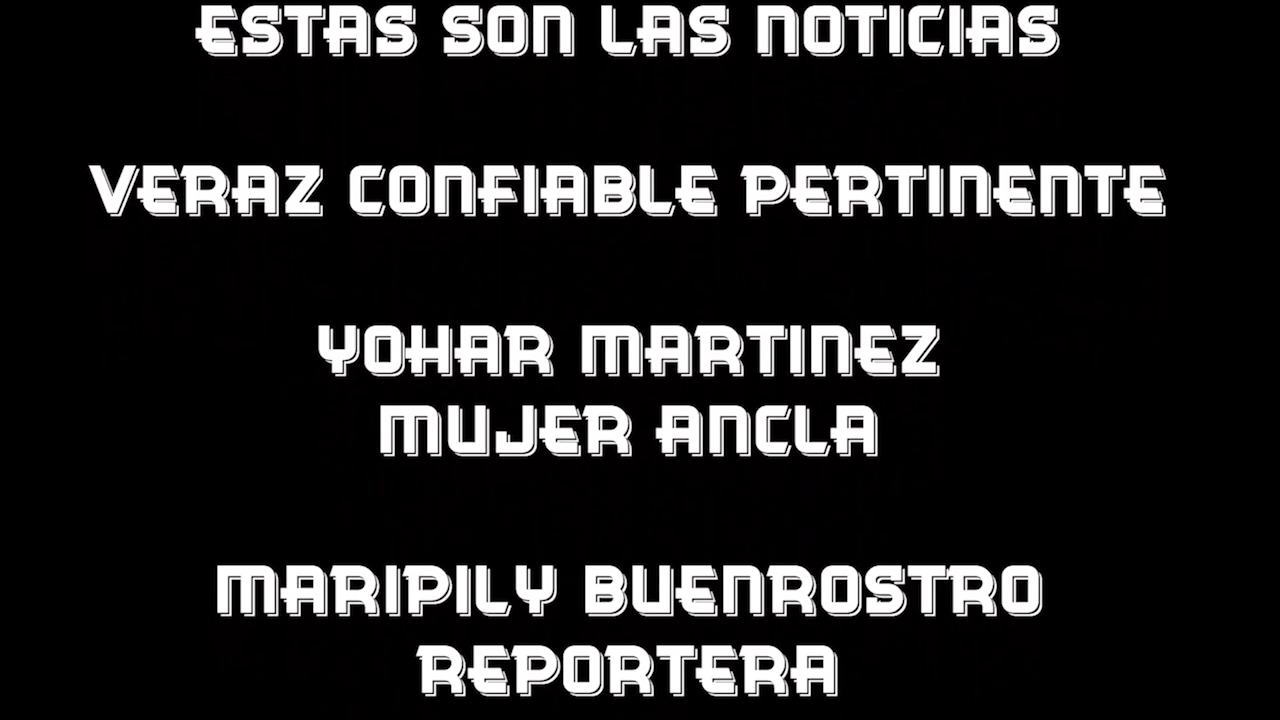 ESTAS SON LAS NOTICIAS
VERAZ CONFIABLE PERTINENTE
YOHAR MARTINEZ
MUJER ANCLA
MARIPILY BUENROSTRO
REPORTERA